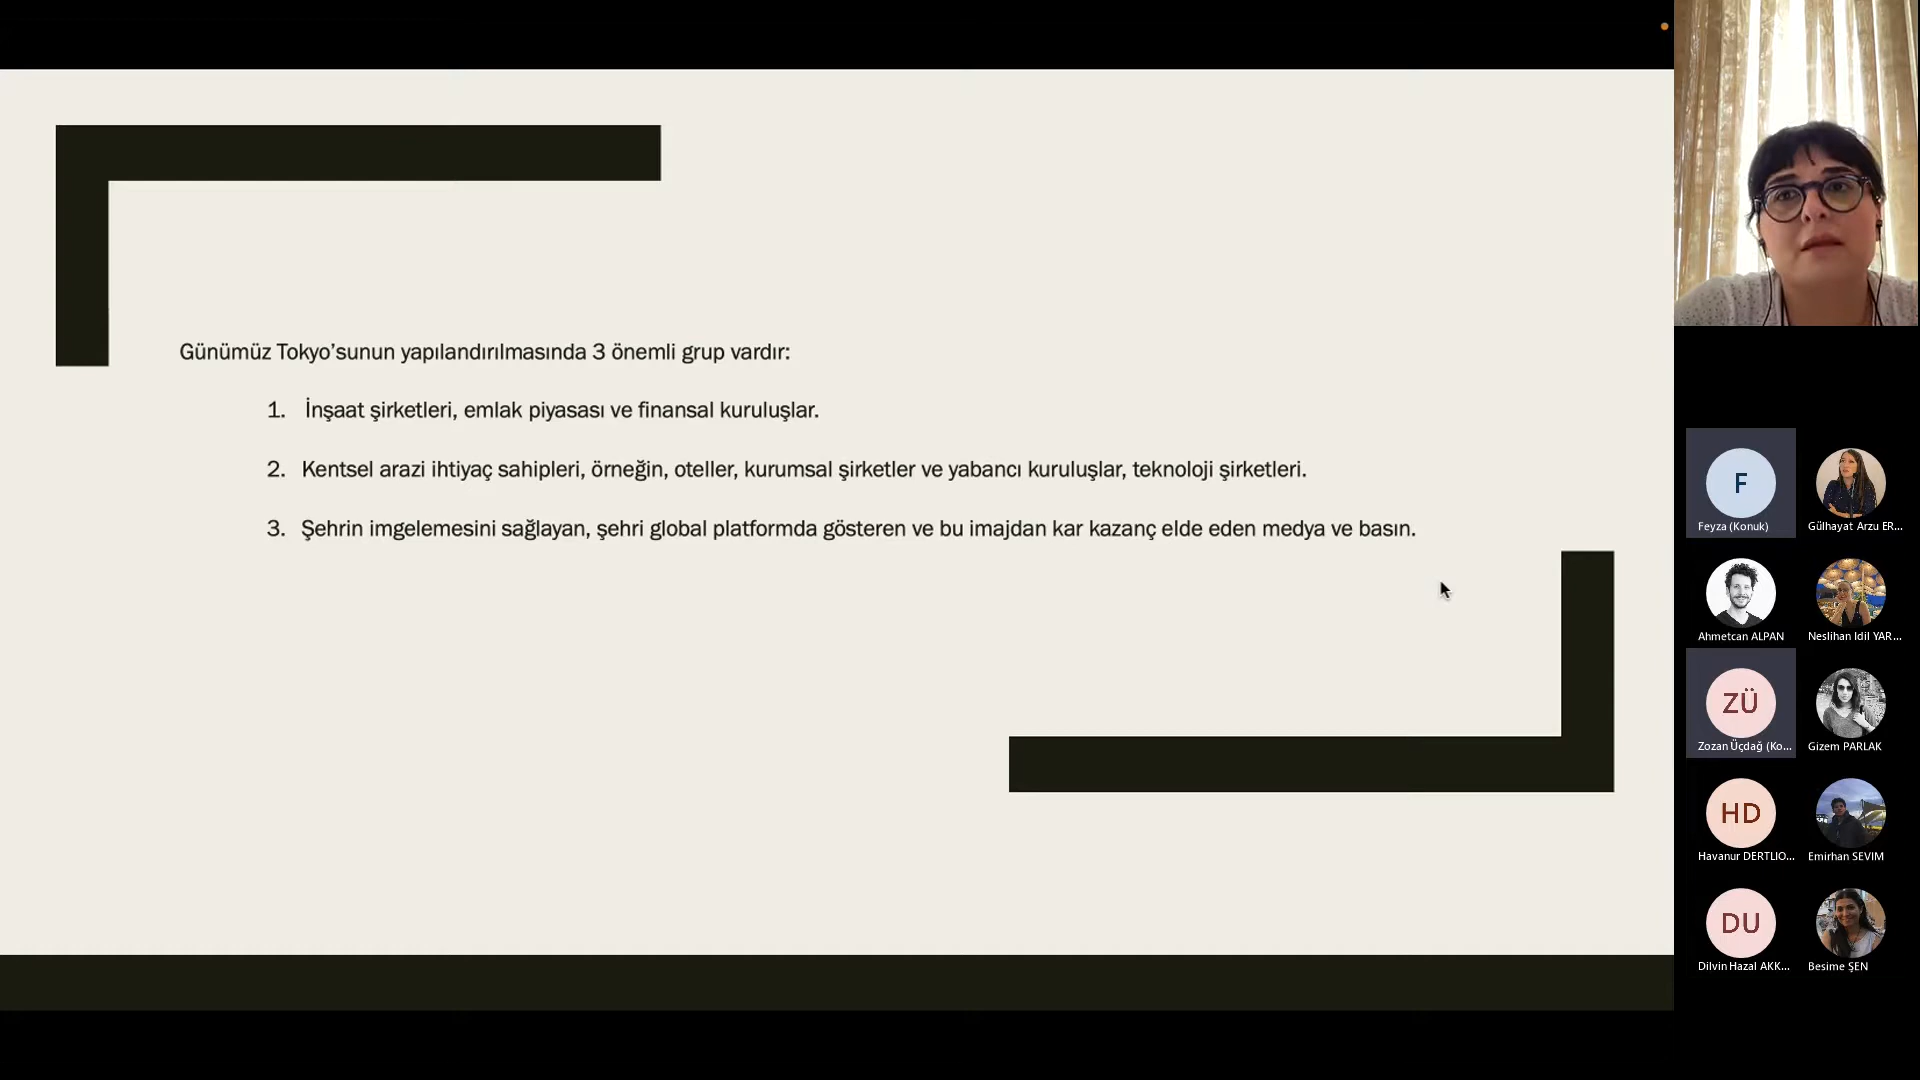 Günümüz Tokyo’sunun yapılandırılmasında 3 önemli grup vardır:
1. İnşaat şirketleri, emlak piyasası ve finansal kuruluşlar.
2. Kentsel arazi ihtiyaç sahipleri, örneğin, oteller, kurumsal şirketler ve yabancı kuruluşlar, teknoloji şirketleri.
3. Şehrin imgelemesini sağlayan, şehri global platformda gösteren ve bu imajdan kar kazanç elde eden medya ve basın.
F
Feyza (Konuk)
Gülhayat Arzu ER...
Ahmetcan ALPAN
Neslihan Idil YAR...
ZÜ
Zozan Üçdağ (Ko...
Gizem PARLAK
HD
Havanur DERTLIO...
Emirhan SEVIM
DU
Dilvin Hazal AKK...
Besime ŞEN